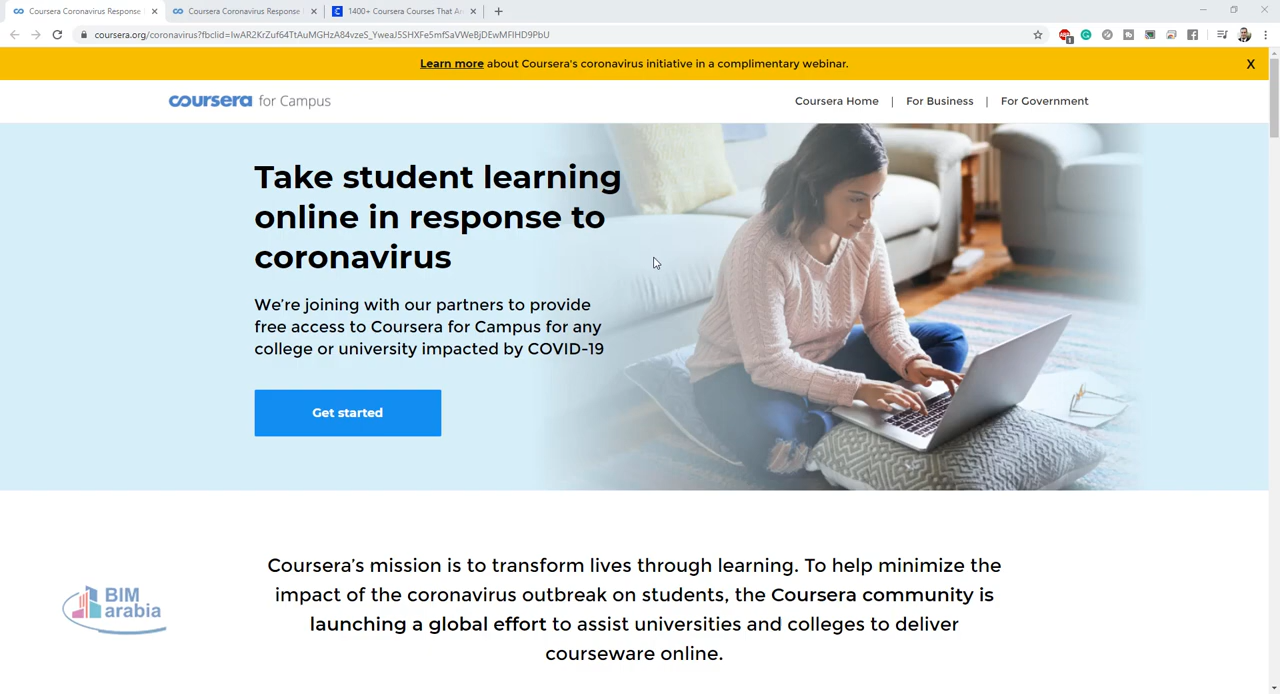 Coursera Coronavirus Response
Coursera Coronavirus Response
1400+ Coursera Courses That Ar
coursera.org/coronavirus?fbclid=IwAR2KrZuf64TtAuMGHzA84vzeS_YweaJ5SHXFe5mfSaVWeBjDEwMFIHD9PbU
Learn more about Coursera's coronavirus initiative in a complimentary webinar.
X
coursera for Campus
Coursera Home | For Business | For Government
Take student learning
online in response to
coronavirus
We’re joining with our partners to provide
free access to Coursera for Campus for any
college or university impacted by COVID-19
Get started
Coursera’s mission is to transform lives through learning. To help minimize the
impact of the coronavirus outbreak on students, the Coursera community is
launching a global effort to assist universities and colleges to deliver
courseware online.
BIM
arabia